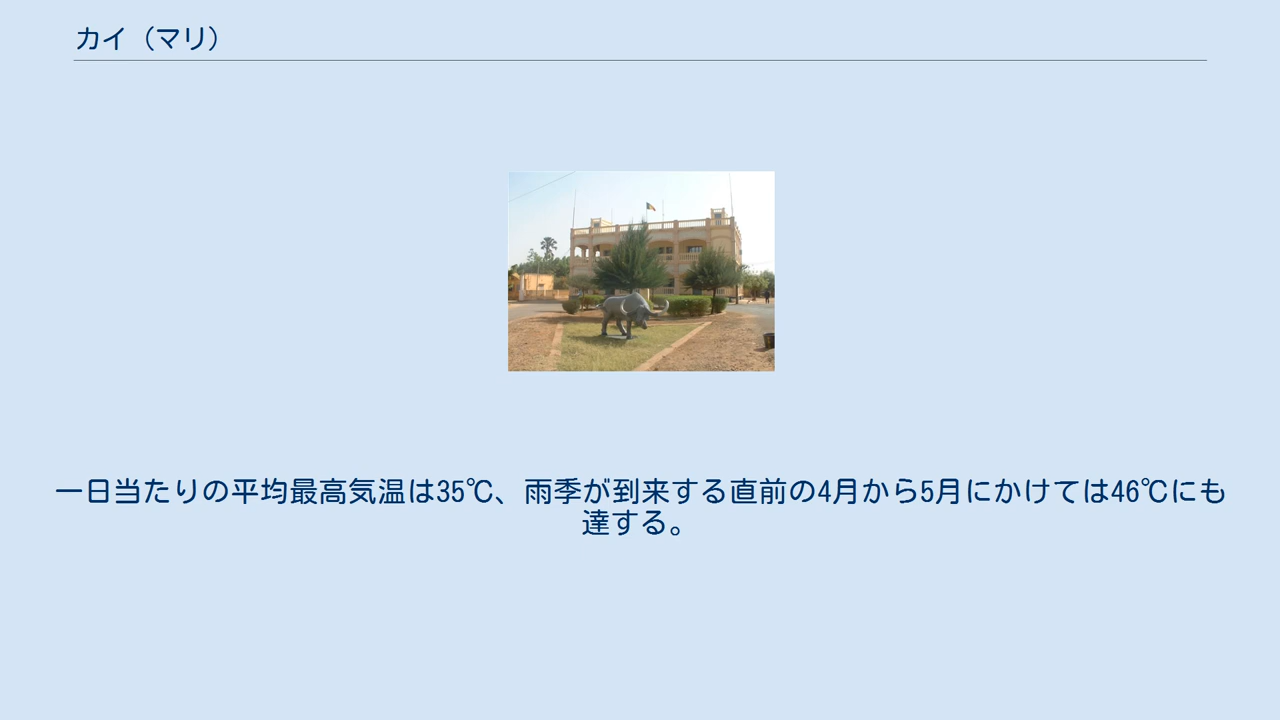 カイ（マリ）
一日当たりの平均最高気温は35℃、雨季が到来する直前の4月から5月にかけては46℃にも
達する。